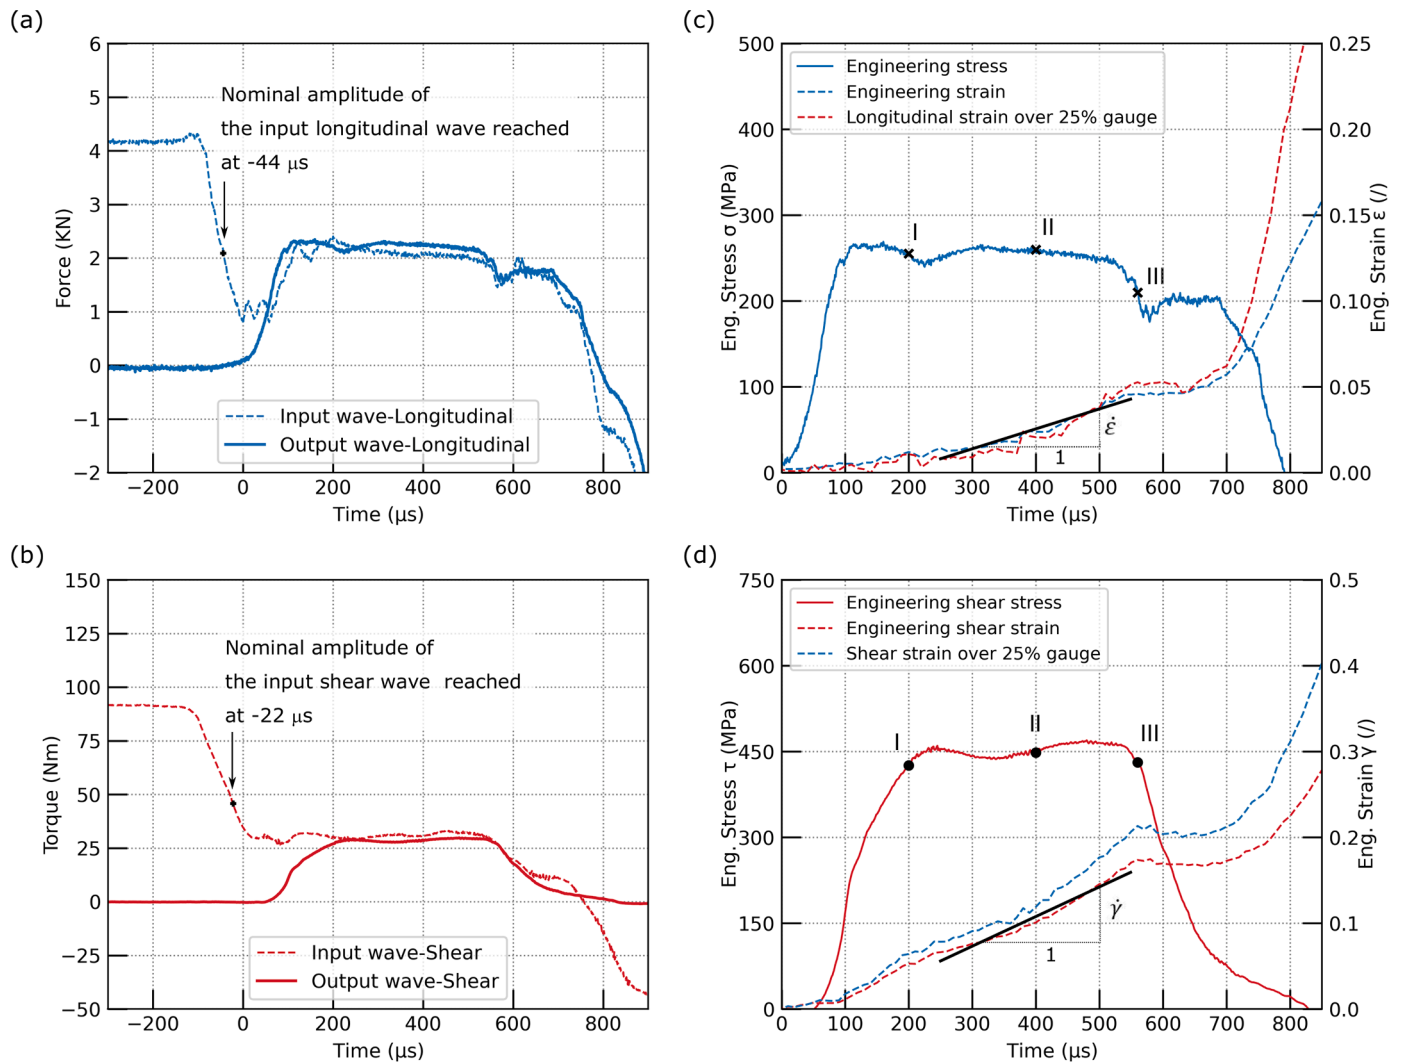 (a)
6
5
4
3
2
1
0
−1
−2
Force (KN)
Nominal amplitude of
the input longitudinal wave reached
at -44 μs
Input wave-Longitudinal
Output wave-Longitudinal
−200 0 200 400 600 800
Time (μs)
(c)
500
400
300
200
100
0
Eng. Stress σ (MPa)
Engineering stress
Engineering strain
Longitudinal strain over 25% gauge
I
II
III
ε̇
1
0.25
0.20
0.15
0.10
0.05
0.00
Eng. Strain ε (/)
0 100 200 300 400 500 600 700 800
Time (μs)
(b)
150
125
100
75
50
25
0
−25
−50
Torque (Nm)
Nominal amplitude of
the input shear wave reached
at -22 μs
Input wave-Shear
Output wave-Shear
−200 0 200 400 600 800
Time (μs)
(d)
750
600
450
300
150
0
Eng. Stress τ (MPa)
Engineering shear stress
Engineering shear strain
Shear strain over 25% gauge
I
II
III
γ̇
1
0.5
0.4
0.3
0.2
0.1
0.0
Eng. Strain γ (/)
0 100 200 300 400 500 600 700 800
Time (μs)